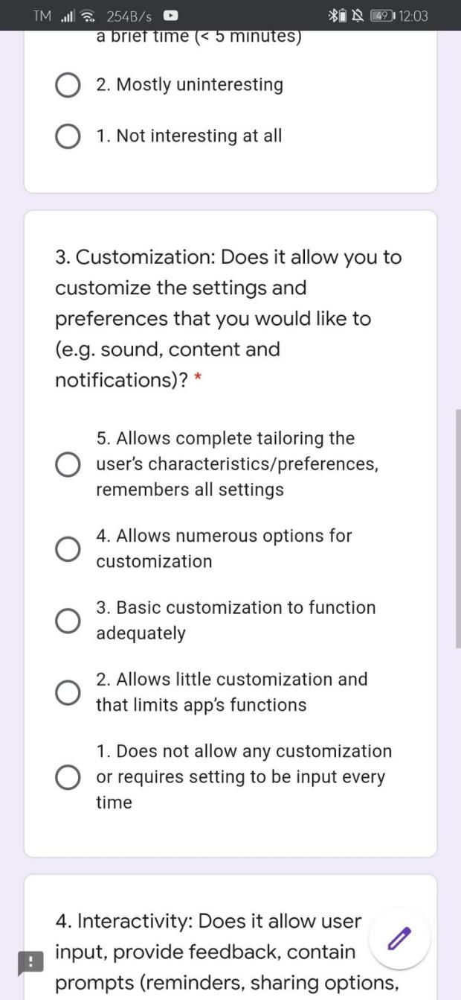 TM 254B/s 49 12:03
a brief time (< 5 minutes)
2. Mostly uninteresting
1. Not interesting at all
3. Customization: Does it allow you to
customize the settings and
preferences that you would like to
(e.g. sound, content and
notifications)? *
5. Allows complete tailoring the
user's characteristics/preferences,
remembers all settings
4. Allows numerous options for
customization
3. Basic customization to function
adequately
2. Allows little customization and
that limits app's functions
1. Does not allow any customization
or requires setting to be input every
time
4. Interactivity: Does it allow user
input, provide feedback, contain
prompts (reminders, sharing options,